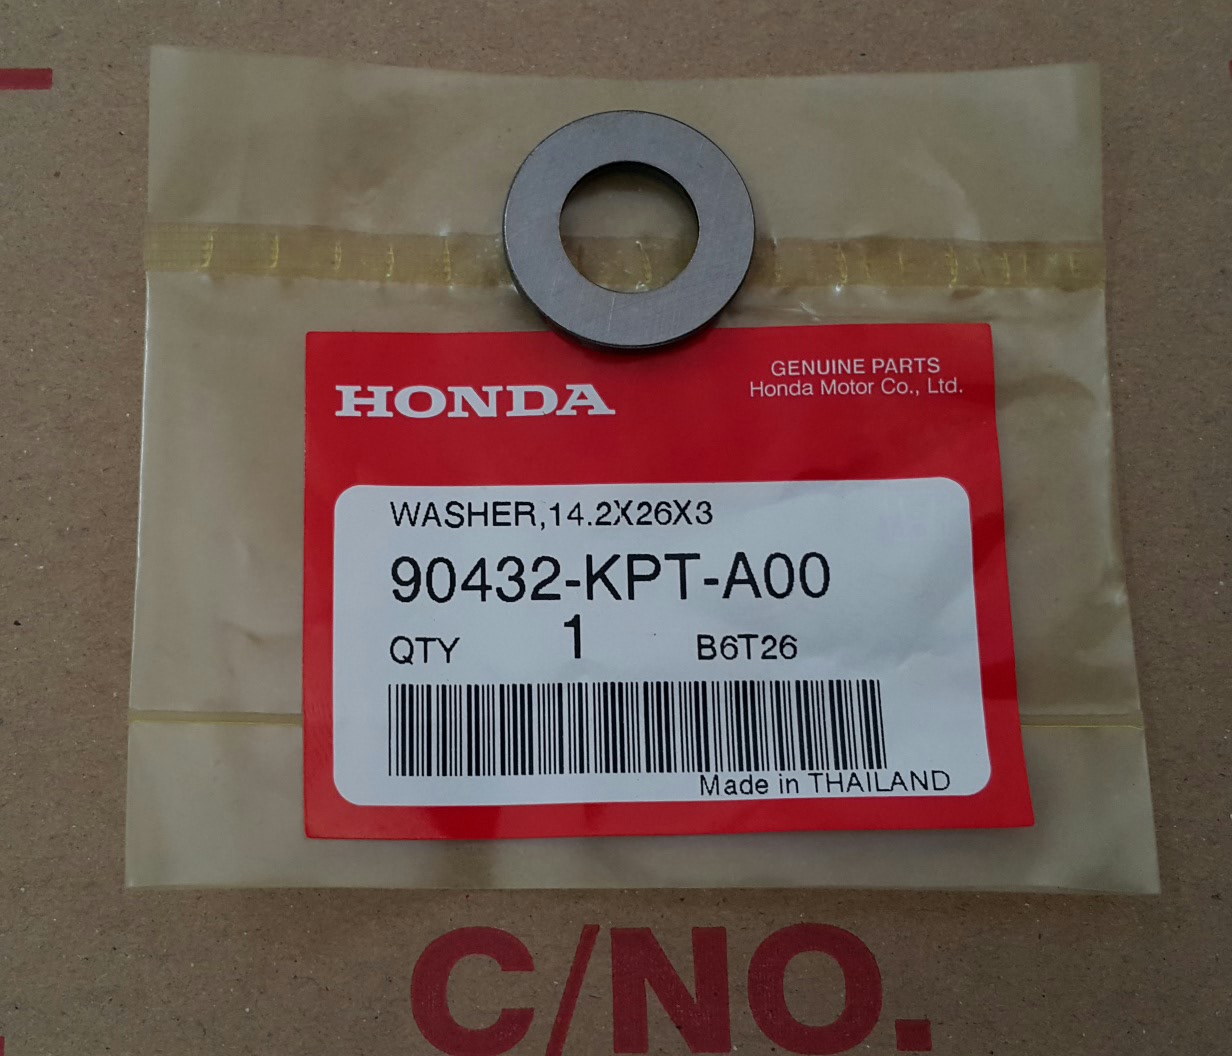 HONDA
GENUINE PARTS
Honda Motor Co., Ltd.
WASHER,14.2X26X3
90432-KPT-A00
QTY 1 B6T26
Made in THAILAND
C/NO.